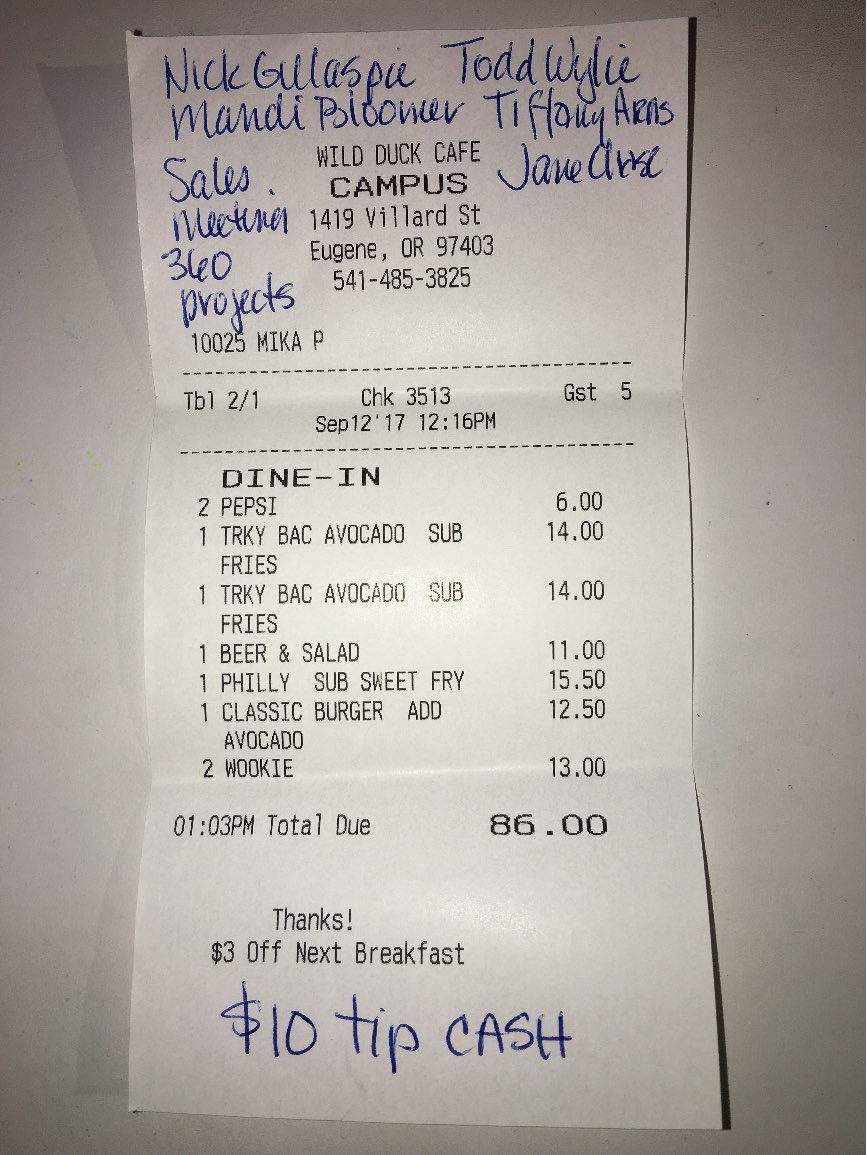 Nick Gillaspie Todd Wylie
Mandi Bloomer Tiffany Arns
Sales Jane Chase
Meeting
360
projects
WILD DUCK CAFE
CAMPUS
1419 Villard St
Eugene, OR 97403
541-485-3825
10025 MIKA P
Tbl 2/1 Chk 3513 Gst 5
Sep12'17 12:16PM
DINE-IN
2 PEPSI 6.00
1 TRKY BAC AVOCADO SUB 14.00
FRIES
1 TRKY BAC AVOCADO SUB 14.00
FRIES
1 BEER & SALAD 11.00
1 PHILLY SUB SWEET FRY 15.50
1 CLASSIC BURGER ADD 12.50
AVOCADO
2 WOOKIE 13.00
01:03PM Total Due 86.00
Thanks!
$3 Off Next Breakfast
$10 tip CASH